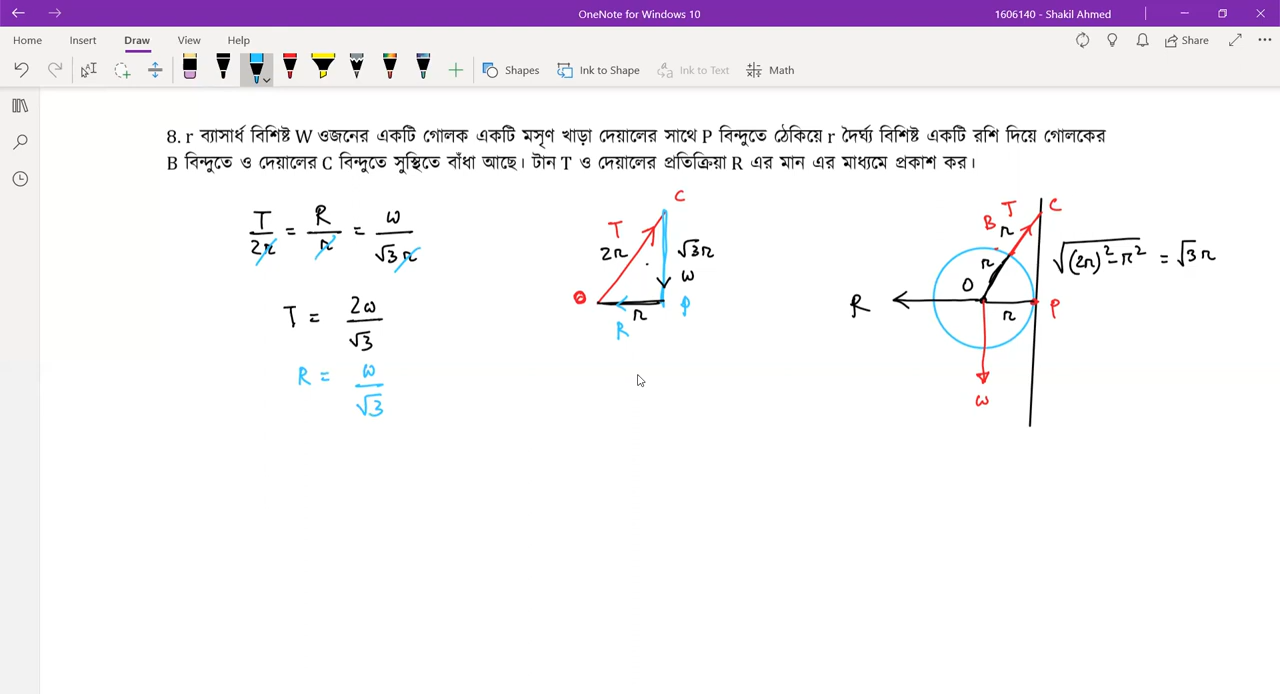 OneNote for Windows 10
1606140 - Shakil Ahmed
Home Insert Draw View Help
Share
Shapes Ink to Shape Ink to Text Math
8. r ব্যাসার্ধ বিশিষ্ট W ওজনের একটি গোলক একটি মসৃণ খাড়া দেয়ালের সাথে P বিন্দুতে ঠেকিয়ে r দৈর্ঘ্য বিশিষ্ট একটি রশি দিয়ে গোলকের
B বিন্দুতে ও দেয়ালের C বিন্দুতে সুস্থিতে বাঁধা আছে। টান T ও দেয়ালের প্রতিক্রিয়া R এর মান এর মাধ্যমে প্রকাশ কর।
T/2r = R/r = W/√3r
T = 2W/√3
R = W/√3
C
T
2r
√3r
W
O
r
P
R
T
C
B
r
r
√(2r)²-r² = √3r
O
R
r
P
W